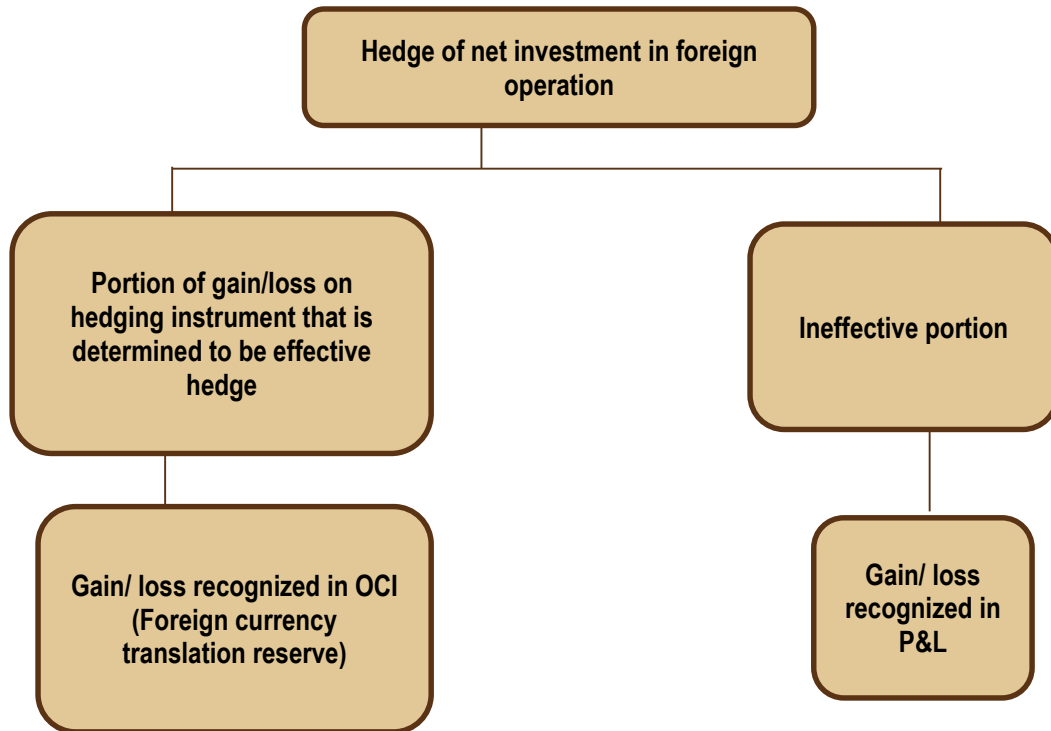 Hedge of net investment in foreign
operation
Portion of gain/loss on
hedging instrument that is
determined to be effective
hedge
Ineffective portion
Gain/ loss recognized in OCI
(Foreign currency
translation reserve)
Gain/ loss
recognized in
P&L